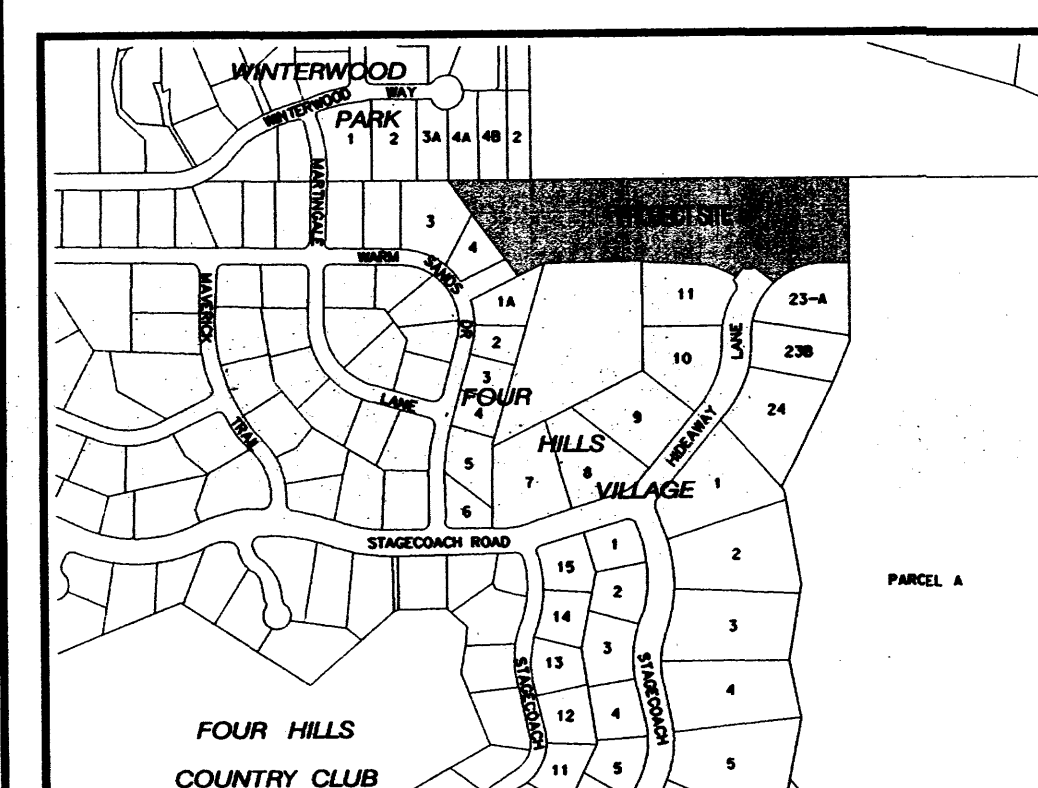 WINTERWOOD
PARK
WINTERWOOD WAY
1
2
3A
4A
4B
2
MARTINGALE
PROJECT SITE
3
4
WARM SANDS DR
MAVERICK
1A
11
23-A
2
LANE
10
23B
3
4
FOUR
LANE
9
24
TRAIL
HIDEAWAY
HILLS
5
7
8
VILLAGE
1
6
STAGECOACH ROAD
15
1
2
PARCEL A
2
14
3
3
13
STAGECOACH
STAGECOACH
4
12
4
FOUR HILLS
COUNTRY CLUB
11
5
5